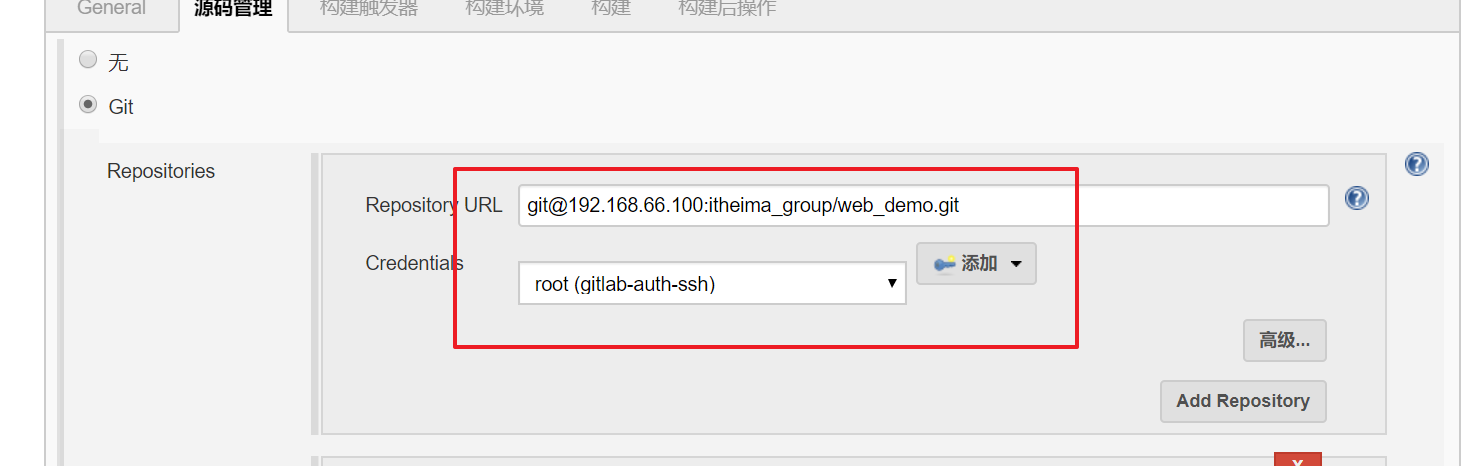 General 源码管理 构建触发器 构建环境 构建 构建后操作
无
Git
Repositories
Repository URL git@192.168.66.100:itheima_group/web_demo.git
Credentials
root (gitlab-auth-ssh) 添加
高级...
Add Repository
X